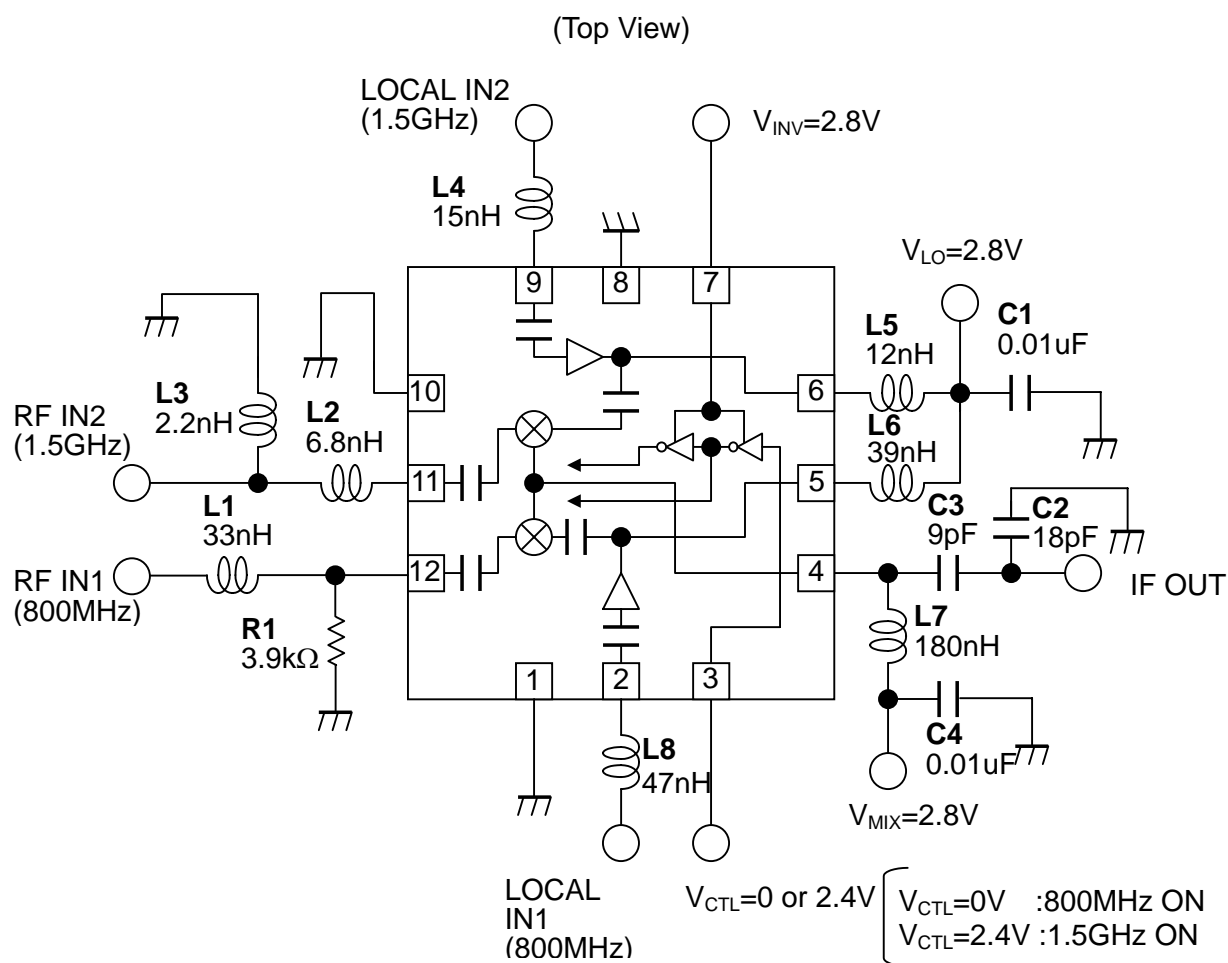 (Top View)
LOCAL IN2
(1.5GHz)
V_INV=2.8V
L4
15nH
V_LO=2.8V
9
8
7
L5
12nH
C1
0.01uF
L3
2.2nH
10
6
RF IN2
(1.5GHz)
L2
6.8nH
L6
39nH
11
5
L1
33nH
C3
9pF
C2
18pF
RF IN1
(800MHz)
12
4
IF OUT
R1
3.9kΩ
L7
180nH
1
2
3
C4
0.01uF
L8
47nH
V_MIX=2.8V
LOCAL
IN1
(800MHz)
V_CTL=0 or 2.4V
V_CTL=0V :800MHz ON
V_CTL=2.4V :1.5GHz ON